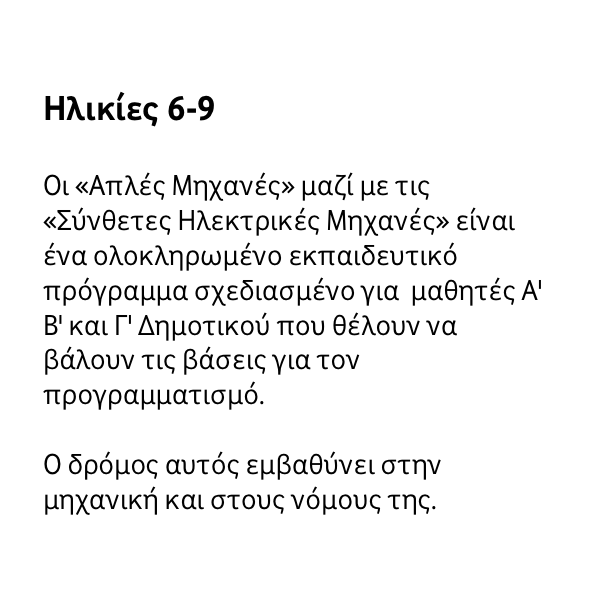 Ηλικίες 6-9
Οι «Απλές Μηχανές» μαζί με τις
«Σύνθετες Ηλεκτρικές Μηχανές» είναι
ένα ολοκληρωμένο εκπαιδευτικό
πρόγραμμα σχεδιασμένο για  μαθητές Α'
Β' και Γ' Δημοτικού που θέλουν να
βάλουν τις βάσεις για τον
προγραμματισμό.
Ο δρόμος αυτός εμβαθύνει στην
μηχανική και στους νόμους της.